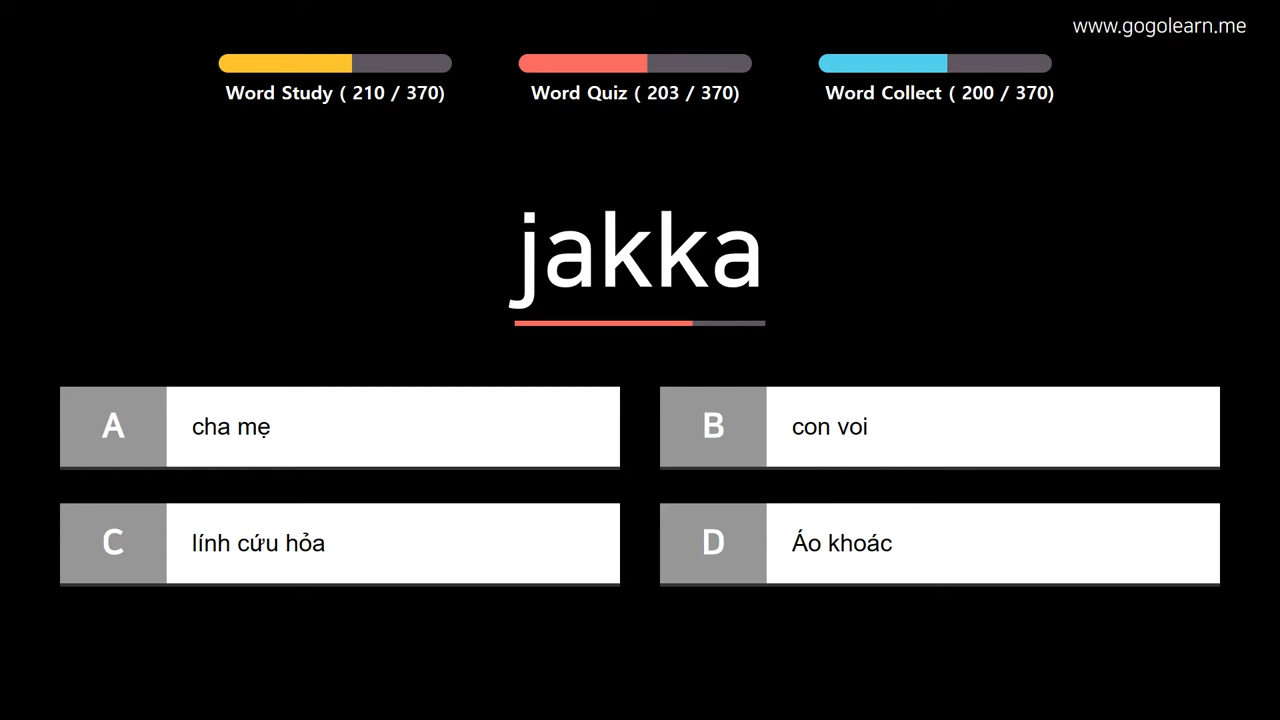 www.gogolearn.me
Word Study ( 210 / 370)
Word Quiz ( 203 / 370)
Word Collect ( 200 / 370)
jakka
A
cha mẹ
B
con voi
C
lính cứu hỏa
D
Áo khoác